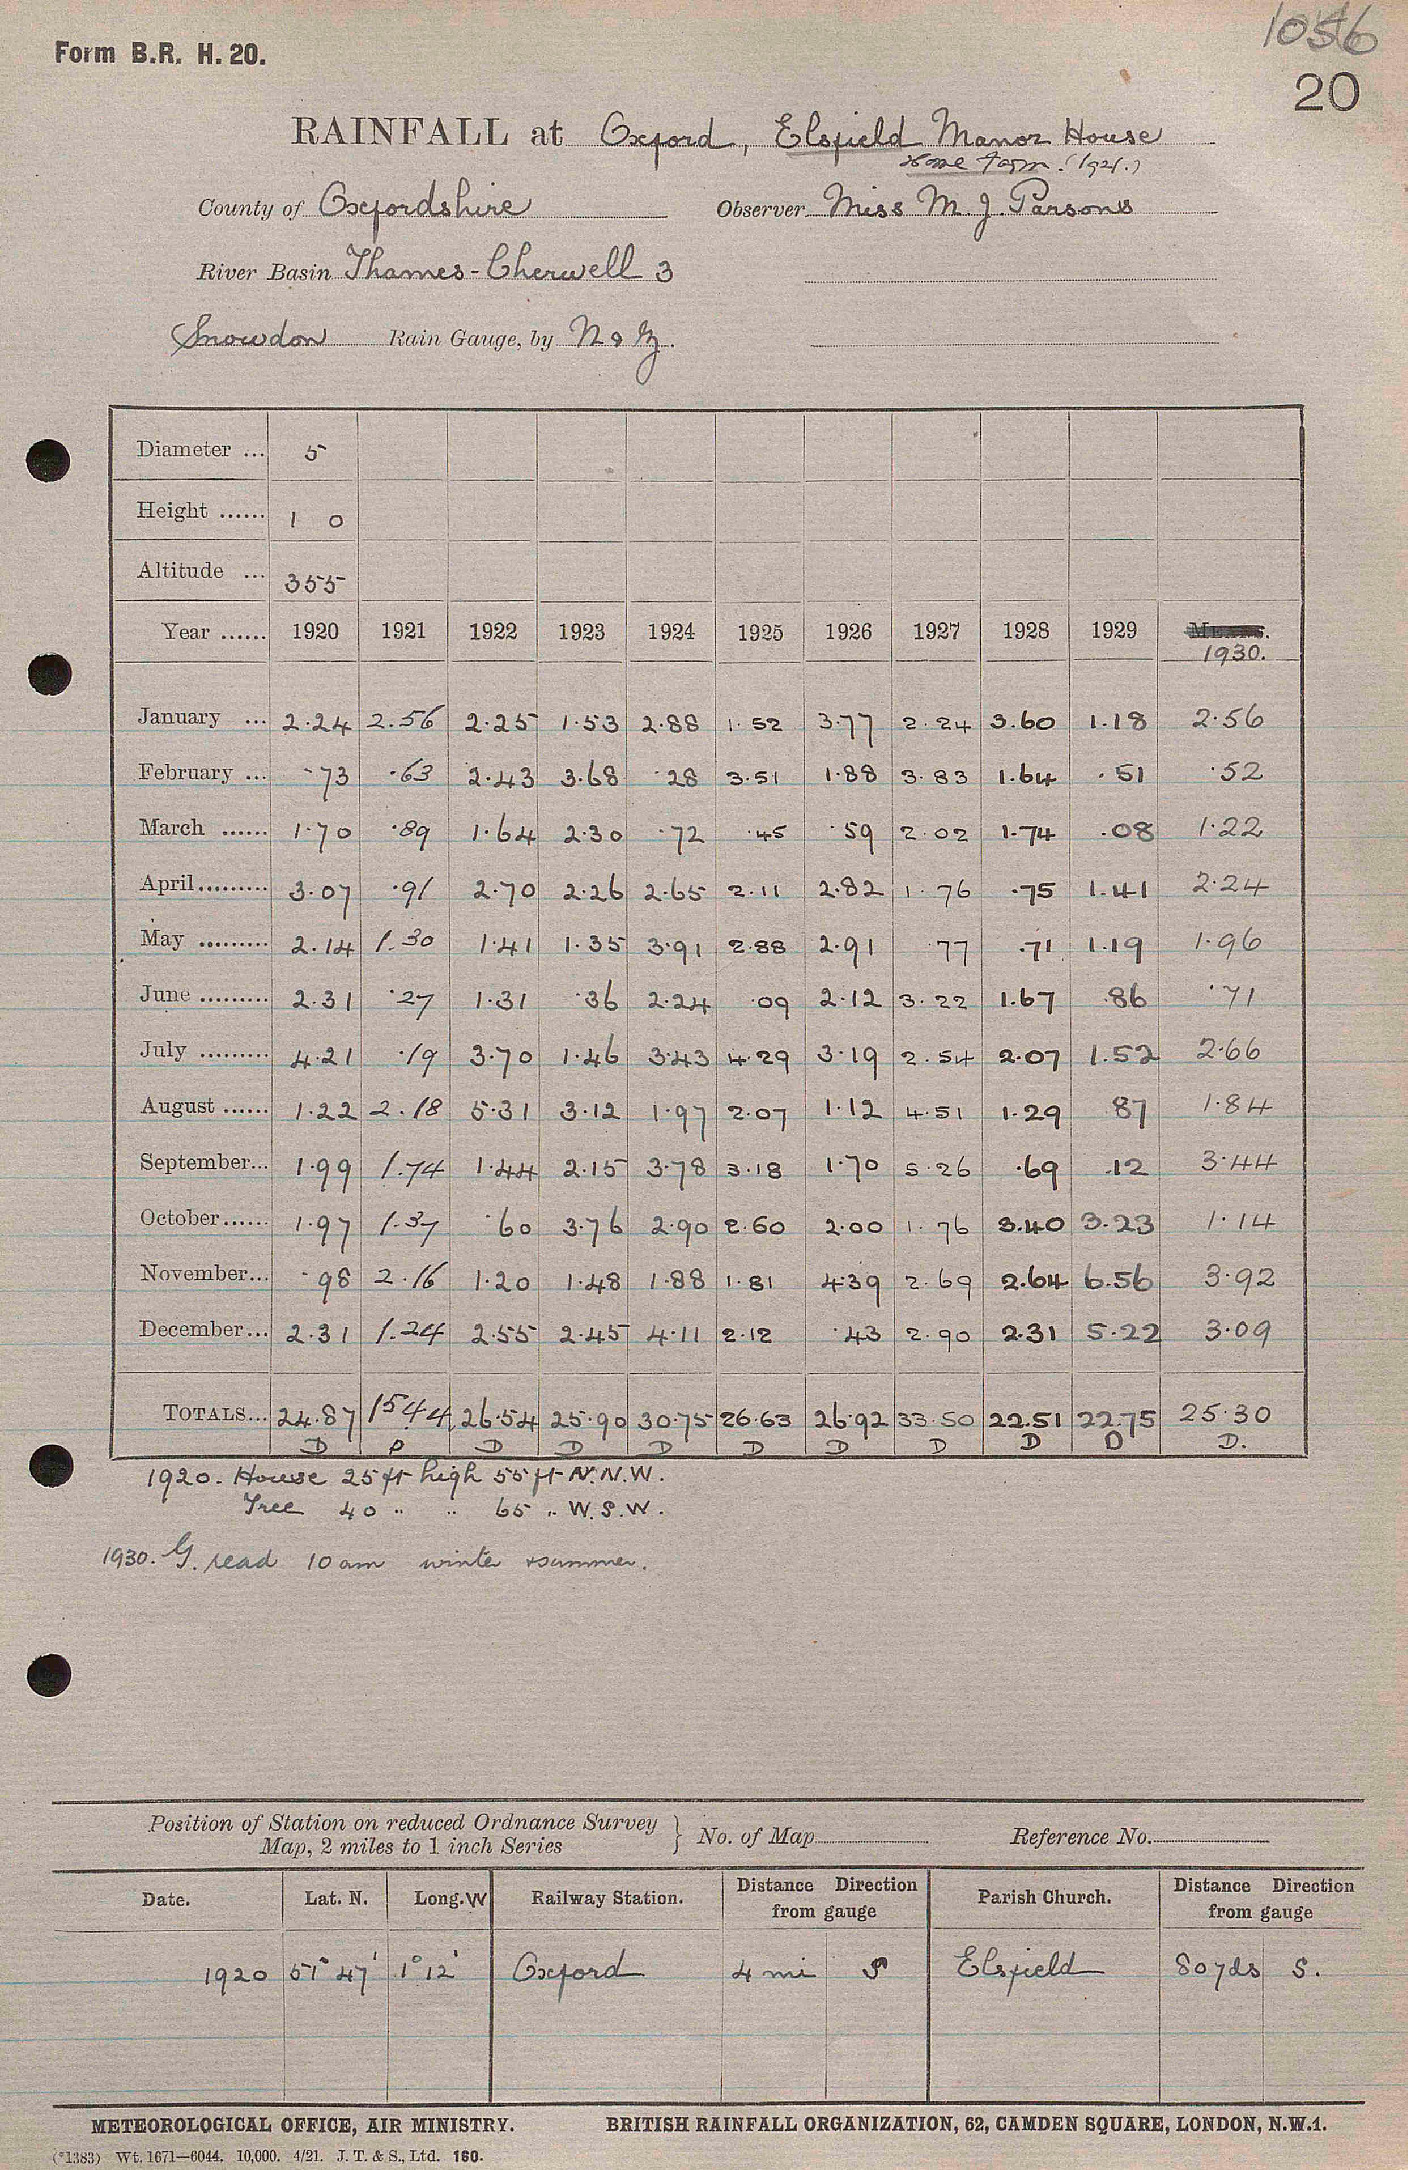 1056
Form B.R. H. 20.
20
RAINFALL at Oxford, Elsfield Manor House
Home Farm. (1921.)
County of Oxfordshire Observer Miss M. J. Parsons
River Basin Thames-Cherwell 3
Snowdon Rain Gauge, by N & Z.
Diameter ... 5
Height ...... 1 0
Altitude ... 355
Year ...... 1920 1921 1922 1923 1924 1925 1926 1927 1928 1929 Means.
1930.
January ... 2.24 2.56 2.25 1.53 2.88 1.52 3.77 2.24 3.60 1.18 2.56
February ... .73 .63 2.43 3.68 .28 3.51 1.88 3.83 1.64 .51 .52
March ...... 1.70 .89 1.64 2.30 .72 .45 .59 2.02 1.74 .08 1.22
April......... 3.07 .91 2.70 2.26 2.65 2.11 2.82 1.76 .75 1.41 2.24
May ......... 2.14 1.30 1.41 1.35 3.91 2.88 2.91 .77 .71 1.19 1.96
June ......... 2.31 .27 1.31 .36 2.24 .09 2.12 3.22 1.67 .86 .71
July ......... 4.21 .19 3.70 1.46 3.43 4.29 3.19 2.54 2.07 1.52 2.66
August ...... 1.22 2.18 5.31 3.12 1.97 2.07 1.12 4.51 1.29 .87 1.84
September... 1.99 1.74 1.44 2.15 3.78 3.18 1.70 5.26 .69 .12 3.44
October...... 1.97 1.37 .60 3.76 2.90 2.60 2.00 1.76 3.40 3.23 1.14
November... .98 2.16 1.20 1.48 1.88 1.81 4.39 2.69 2.64 6.56 3.92
December... 2.31 1.24 2.55 2.45 4.11 2.12 .43 2.90 2.31 5.22 3.09
TOTALS... 24.87 15.44 26.54 25.90 30.75 26.63 26.92 33.50 22.51 22.75 25.30
D P D D D D D D D D D.
1920. House 25 ft high 55 ft N.N.W.
Tree 40 " " 65 " W.S.W.
1930. G. read 10 am winter & summer.
Position of Station on reduced Ordnance Survey
Map, 2 miles to 1 inch Series } No. of Map Reference No.
Date. Lat. N. Long. W Railway Station. Distance Direction from gauge Parish Church. Distance Direction from gauge
1920 51° 47' 1° 12' Oxford 4 mi S Elsfield 80 yds S.
METEOROLOGICAL OFFICE, AIR MINISTRY. BRITISH RAINFALL ORGANIZATION, 62, CAMDEN SQUARE, LONDON, N.W.1.
(*1383) Wt. 1671—6044. 10,000. 4/21. J. T. & S., Ltd. 160.